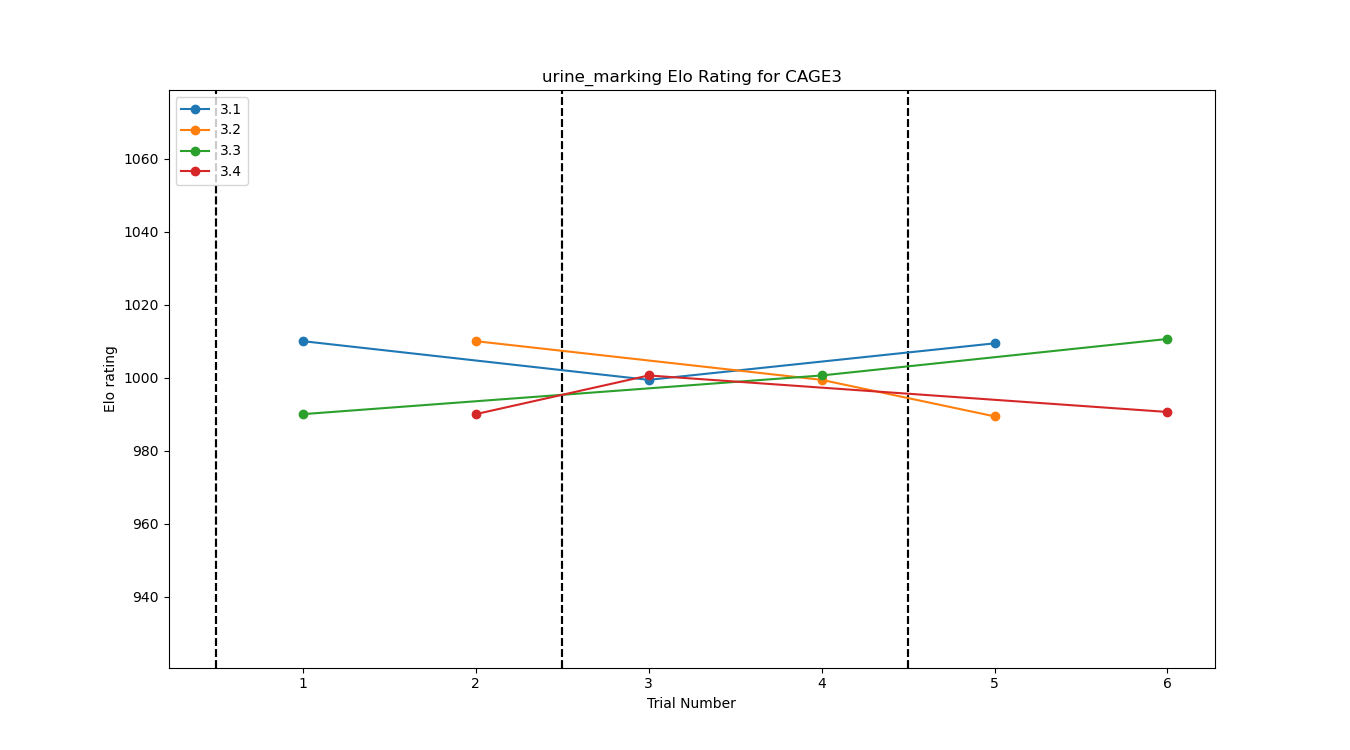 urine_marking Elo Rating for CAGE3
3.1
3.2
3.3
3.4
1060
1040
1020
1000
980
960
940
Elo rating
1 2 3 4 5 6
Trial Number